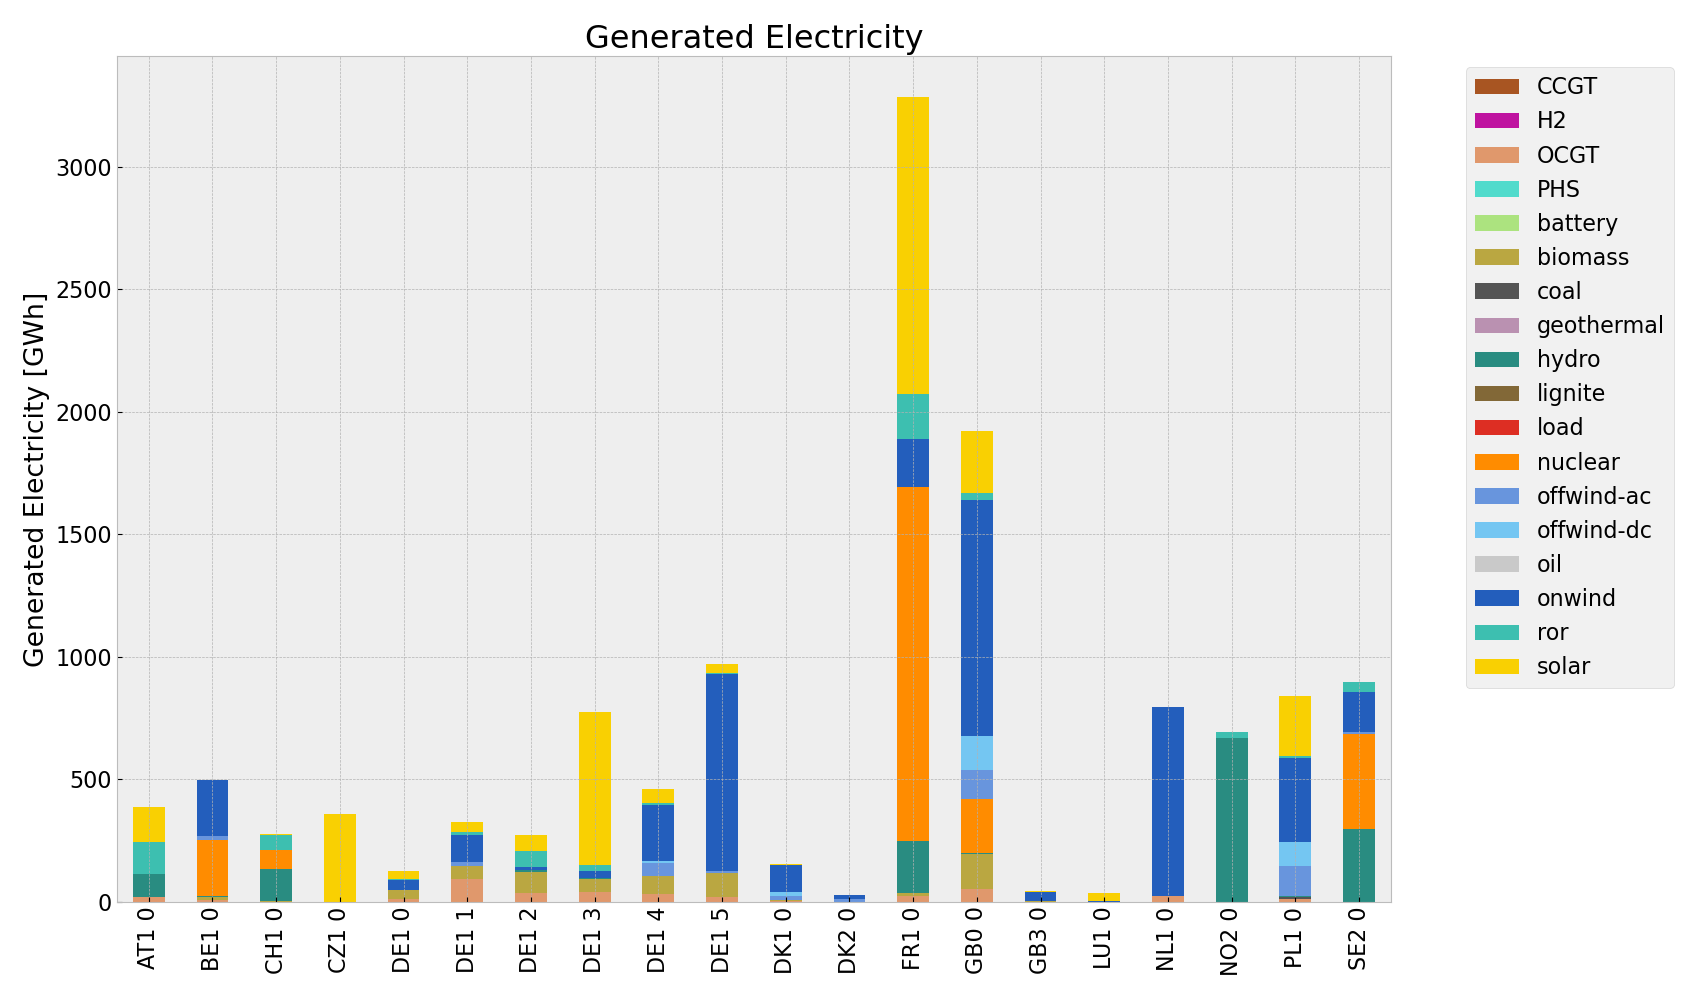 Generated Electricity
Generated Electricity [GWh]
3000
2500
2000
1500
1000
500
0
AT1 0
BE1 0
CH1 0
CZ1 0
DE1 0
DE1 1
DE1 2
DE1 3
DE1 4
DE1 5
DK1 0
DK2 0
FR1 0
GB0 0
GB3 0
LU1 0
NL1 0
NO2 0
PL1 0
SE2 0
CCGT
H2
OCGT
PHS
battery
biomass
coal
geothermal
hydro
lignite
load
nuclear
offwind-ac
offwind-dc
oil
onwind
ror
solar